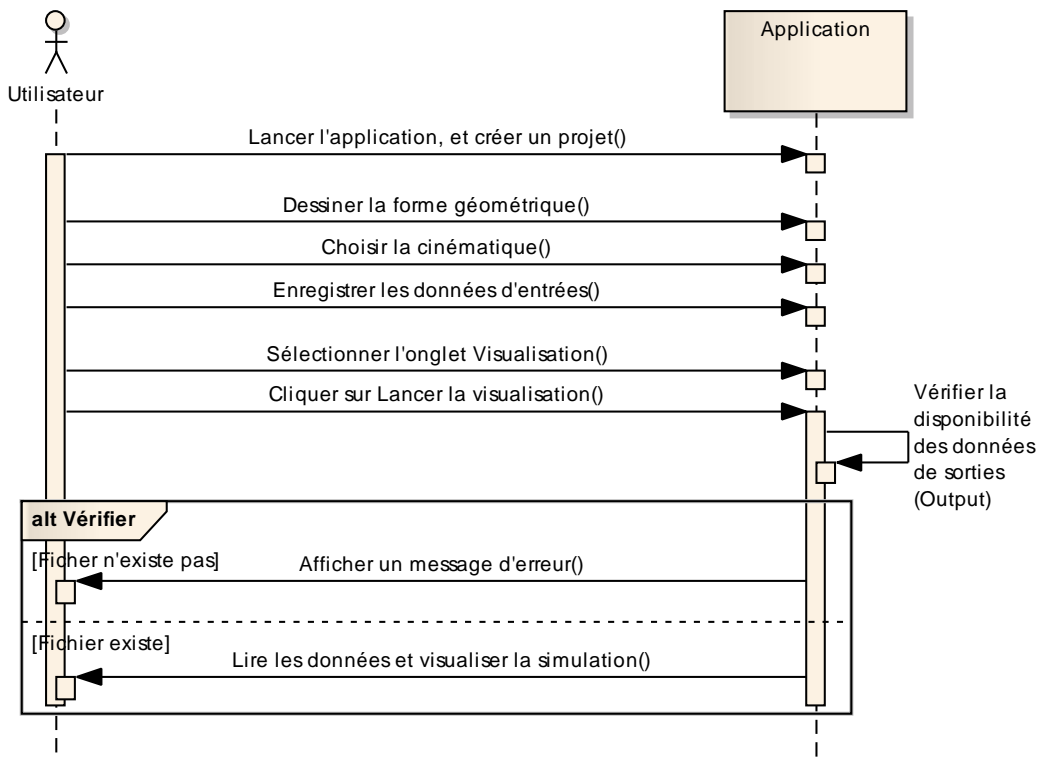 Utilisateur
Application
Lancer l'application, et créer un projet()
Dessiner la forme géométrique()
Choisir la cinématique()
Enregistrer les données d'entrées()
Sélectionner l'onglet Visualisation()
Cliquer sur Lancer la visualisation()
Vérifier la
disponibilité
des données
de sorties
(Output)
alt Vérifier
[Ficher n'existe pas]
Afficher un message d'erreur()
[Fichier existe]
Lire les données et visualiser la simulation()